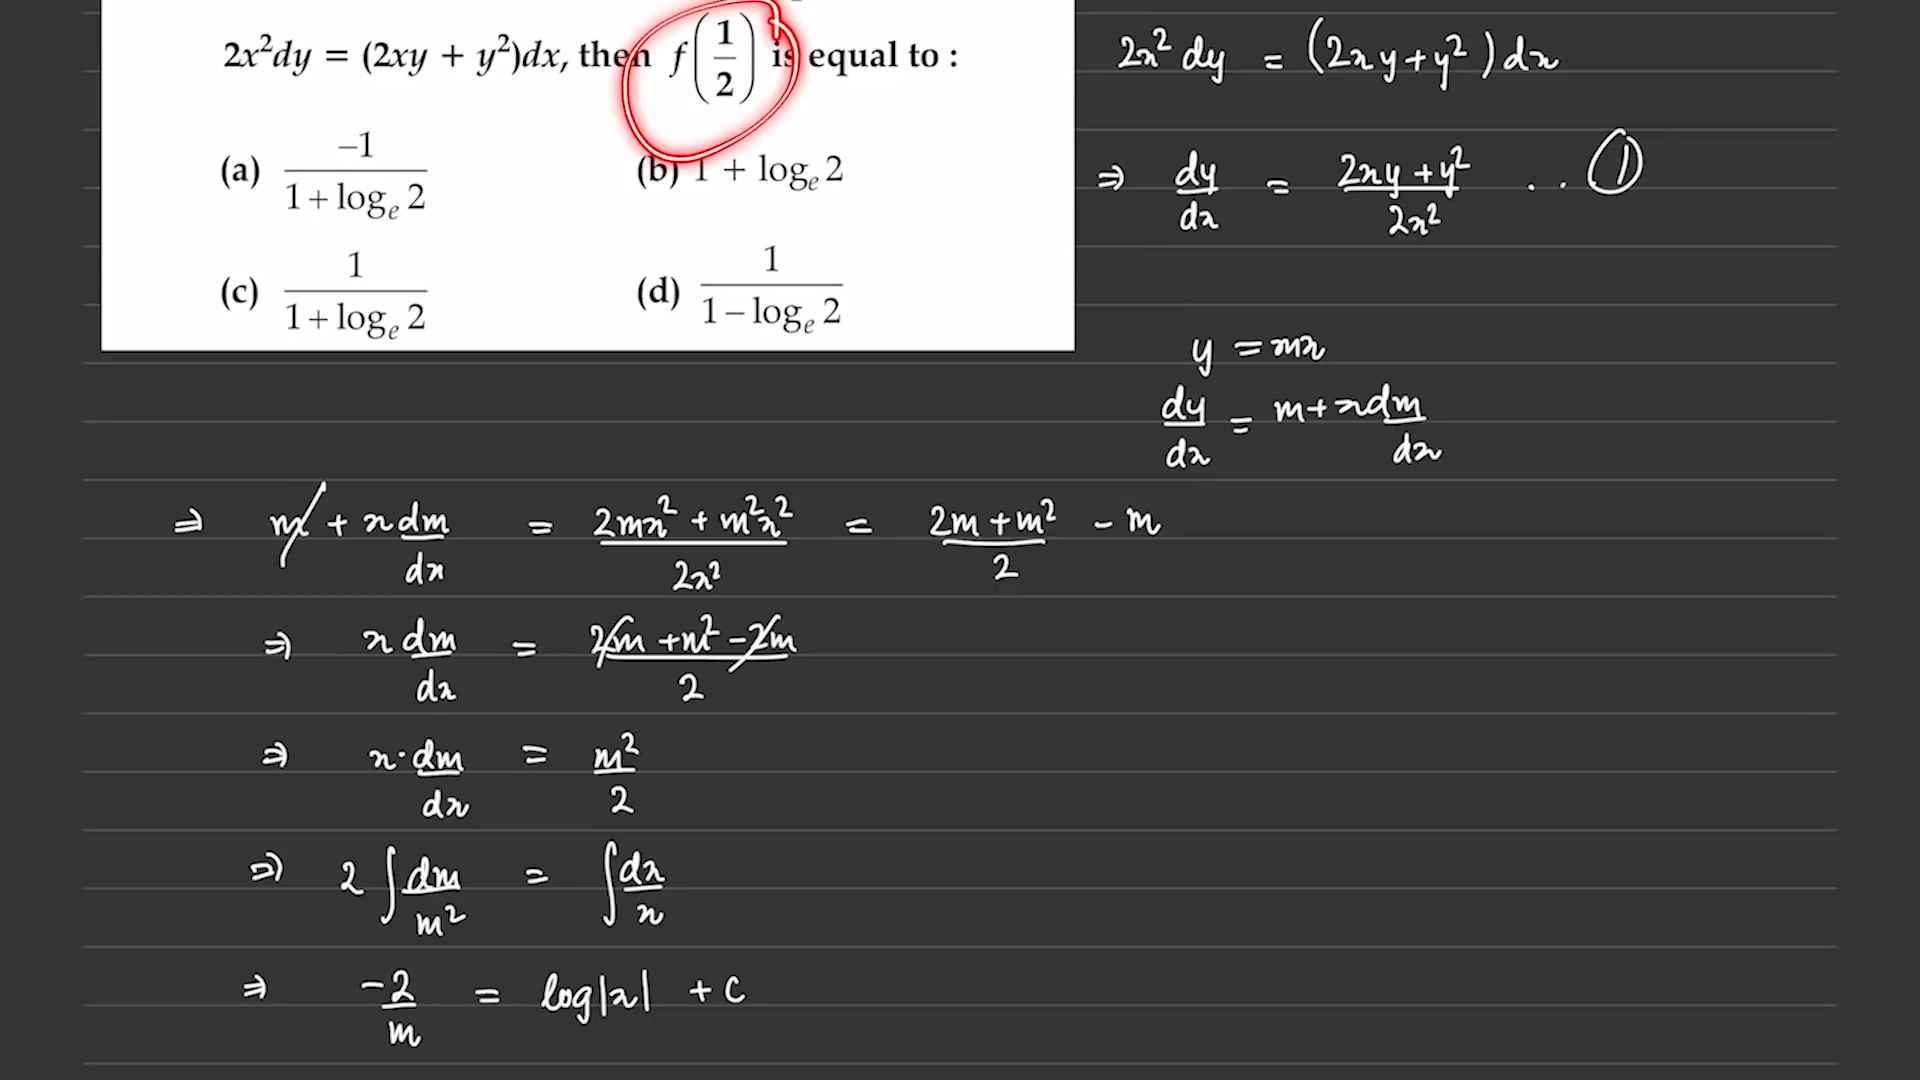 2x²dy = (2xy + y²)dx, then f(1/2) is equal to :
(a) –1/(1 + logₑ 2) (b) 1 + logₑ 2
(c) 1/(1 + logₑ 2) (d) 1/(1 – logₑ 2)
2x² dy = (2xy + y²) dx
⇒ dy/dx = (2xy + y²)/2x² .. ①
y = mx
dy/dx = m + x dm/dx
⇒ m + x dm/dx = (2mx² + m²x²)/2x² = (2m + m²)/2 - m
⇒ x dm/dx = (2m + m² - 2m)/2
⇒ x · dm/dx = m²/2
⇒ 2 ∫ dm/m² = ∫ dx/x
⇒ -2/m = log|x| + c